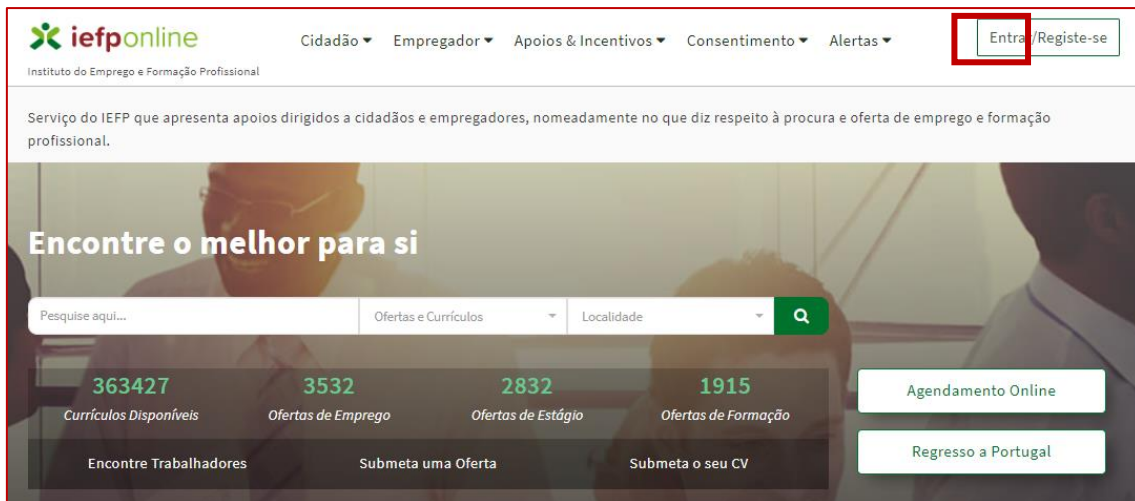 iefponline
Instituto do Emprego e Formação Profissional
Cidadão Empregador Apoios & Incentivos Consentimento Alertas Entrar/Registe-se
Serviço do IEFP que apresenta apoios dirigidos a cidadãos e empregadores, nomeadamente no que diz respeito à procura e oferta de emprego e formação
profissional.
Encontre o melhor para si
Pesquise aqui... Ofertas e Currículos Localidade
363427 3532 2832 1915
Currículos Disponíveis Ofertas de Emprego Ofertas de Estágio Ofertas de Formação
Encontre Trabalhadores Submeta uma Oferta Submeta o seu CV
Agendamento Online
Regresso a Portugal